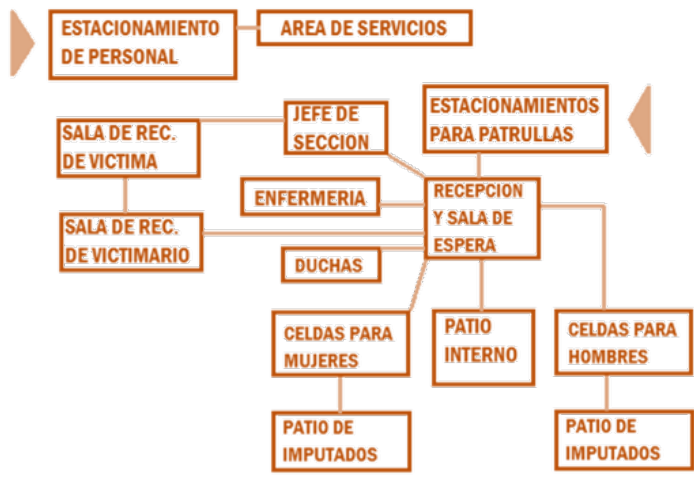 ESTACIONAMIENTO
DE PERSONAL
AREA DE SERVICIOS
JEFE DE
SECCION
ESTACIONAMIENTOS
PARA PATRULLAS
SALA DE REC.
DE VICTIMA
ENFERMERIA
RECEPCION
Y SALA DE
ESPERA
SALA DE REC.
DE VICTIMARIO
DUCHAS
CELDAS PARA
MUJERES
PATIO
INTERNO
CELDAS PARA
HOMBRES
PATIO DE
IMPUTADOS
PATIO DE
IMPUTADOS